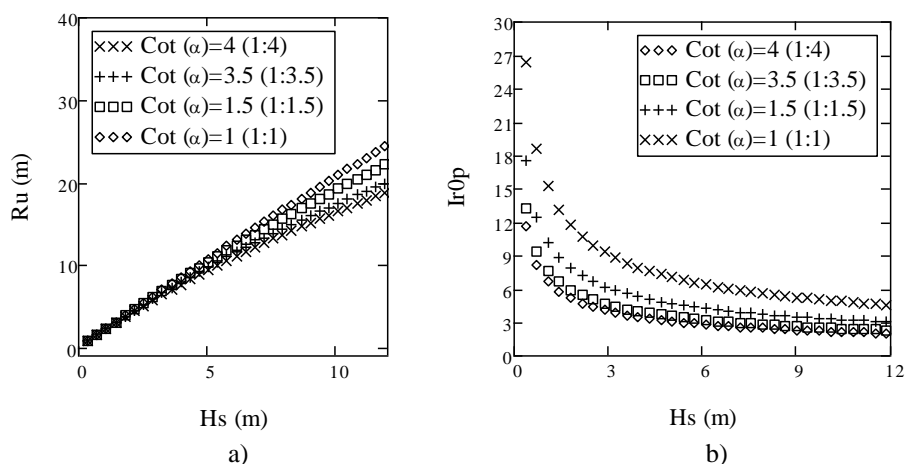 40
30
20
10
0
Ru (m)
××× Cot (α)=4 (1:4)
+++ Cot (α)=3.5 (1:3.5)
□□□ Cot (α)=1.5 (1:1.5)
◇◇◇ Cot (α)=1 (1:1)
0 5 10
Hs (m)
a)
30
27
24
21
18
15
12
9
6
3
0
Ir0p
◇◇◇ Cot (α)=4 (1:4)
□□□ Cot (α)=3.5 (1:3.5)
+++ Cot (α)=1.5 (1:1.5)
××× Cot (α)=1 (1:1)
0 3 6 9 12
Hs (m)
b)